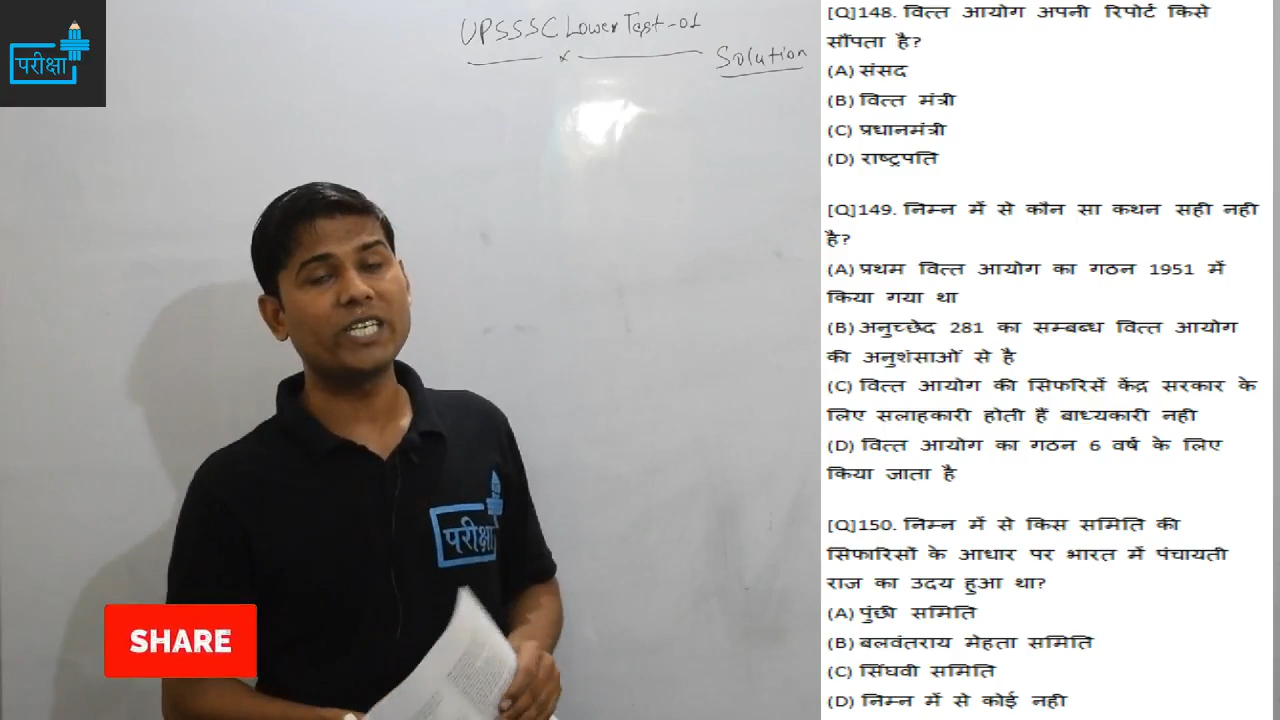 परीक्षा
UPSSSC Lower Test-01
Solution
[Q]148. वित्त आयोग अपनी रिपोर्ट किसे
सौंपता है?
(A) संसद
(B) वित्त मंत्री
(C) प्रधानमंत्री
(D) राष्ट्रपति
[Q]149. निम्न में से कौन सा कथन सही नही
है?
(A) प्रथम वित्त आयोग का गठन 1951 में
किया गया था
(B) अनुच्छेद 281 का सम्बब्ध वित्त आयोग
की अनुशंसाओं से है
(C) वित्त आयोग की सिफरिसें केंद्र सरकार के
लिए सलाहकारी होती हैं बाध्यकारी नही
(D) वित्त आयोग का गठन 6 वर्ष के लिए
किया जाता है
[Q]150. निम्न में से किस समिति की
सिफारिसों के आधार पर भारत में पंचायती
राज का उदय हुआ था?
(A) पुंछी समिति
(B) बलवंतराय मेहता समिति
(C) सिंघवी समिति
(D) निम्न में से कोई नही
परीक्षा
SHARE